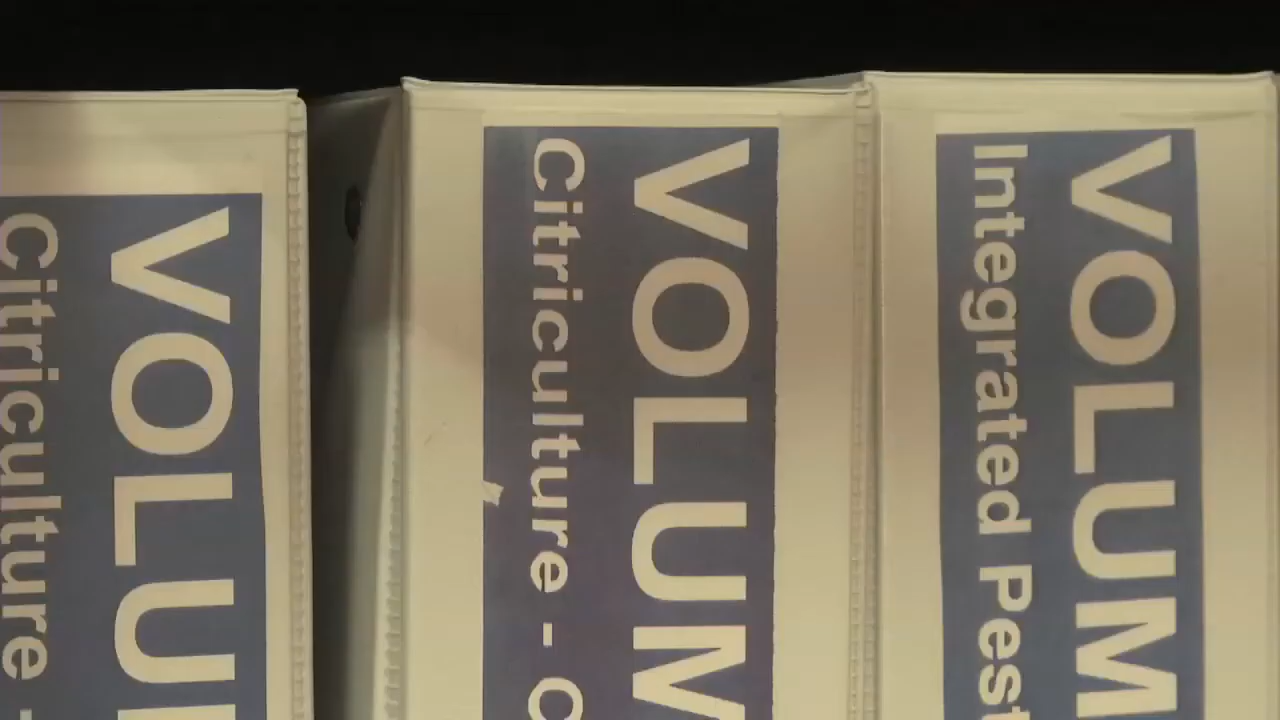 VOLU
Citriculture -
VOLUM
Citriculture - C
VOLUM
Integrated Pest